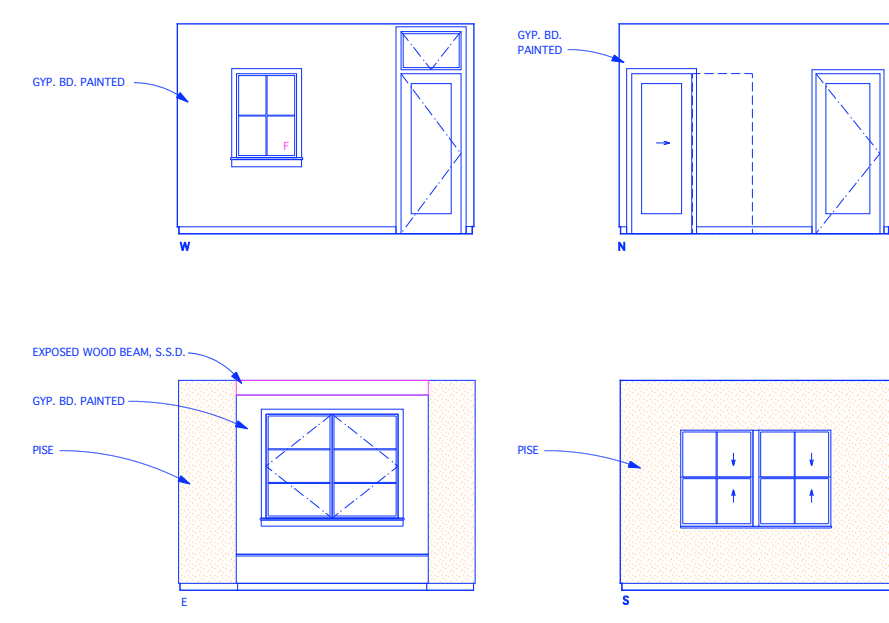 GYP. BD. PAINTED
F
W
GYP. BD.
PAINTED
N
EXPOSED WOOD BEAM, S.S.D.
GYP. BD. PAINTED
PISE
E
PISE
S